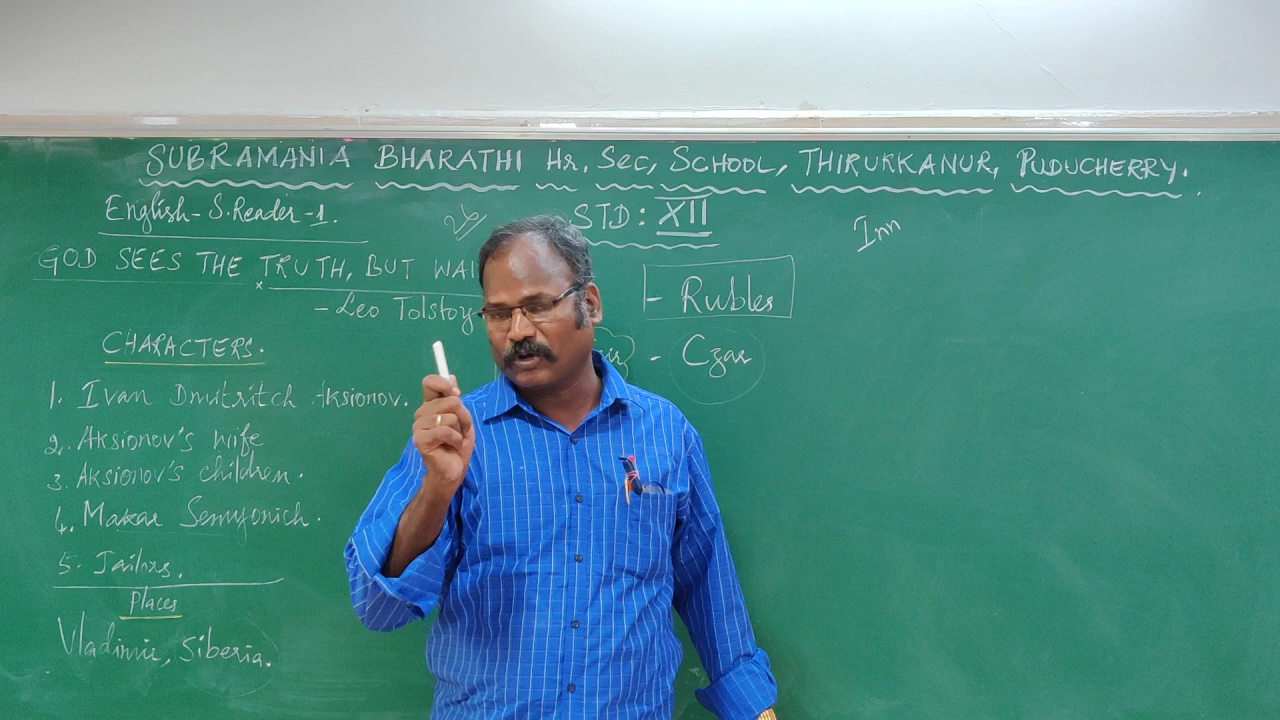 SUBRAMANIA BHARATHI Hr. Sec, SCHOOL, THIRUKKANUR, PUDUCHERRY.
English - S. Reader - 1.
STD: XII
Inn
GOD SEES THE TRUTH, BUT WAI
- Leo Tolstoy
- Rubles
- Czar
CHARACTERS.
1. Ivan Dmitritch Aksionov.
2. Aksionov's wife
3. Aksionov's children.
4. Makar Semyonich.
5. Jailors.
Places
Vladimir, Siberia.